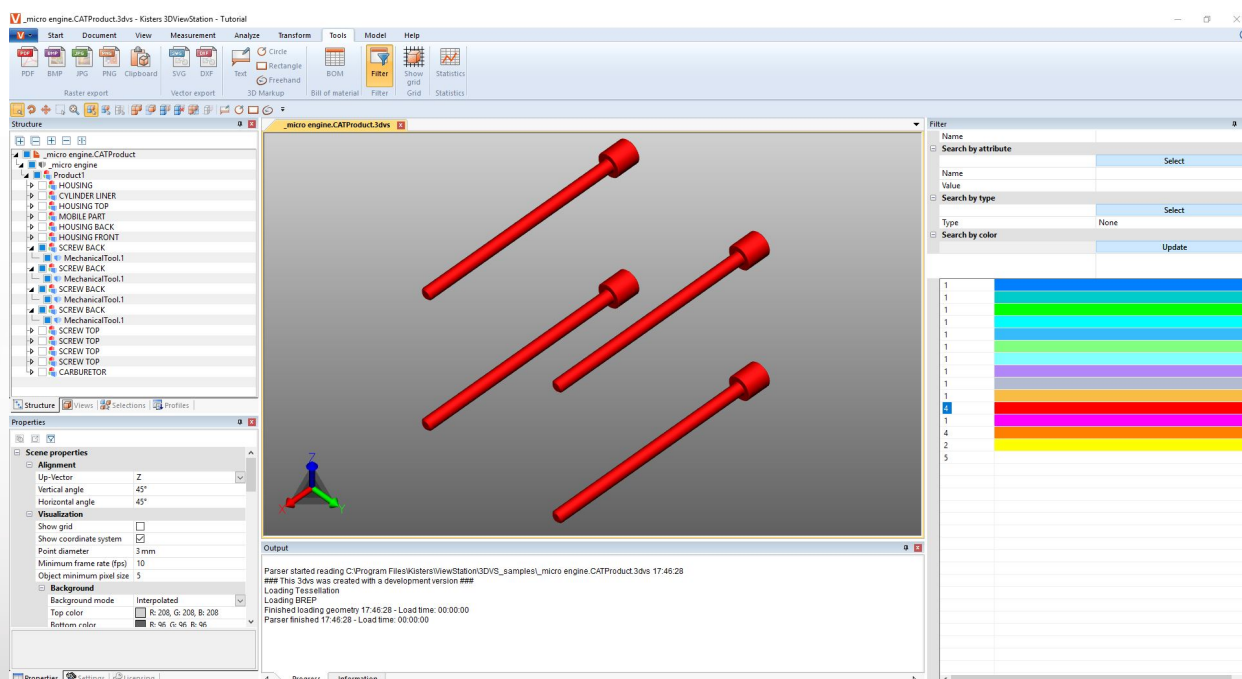 _micro engine.CATProduct.3dvs - Kisters 3DViewStation - Tutorial
Start Document View Measurement Analyze Transform Tools Model Help
PDF BMP JPG PNG Clipboard SVG DXF Text Circle Rectangle Freehand BOM Filter Show grid Statistics
Raster export Vector export 3D Markup Bill of material Filter Grid Statistics
Structure
_micro engine.CATProduct
_micro engine
Product1
HOUSING
CYLINDER LINER
HOUSING TOP
MOBILE PART
HOUSING BACK
HOUSING FRONT
SCREW BACK
MechanicalTool.1
SCREW BACK
MechanicalTool.1
SCREW BACK
MechanicalTool.1
SCREW BACK
MechanicalTool.1
SCREW TOP
SCREW TOP
SCREW TOP
SCREW TOP
CARBURETOR
Structure Views Selections Profiles
Properties
Scene properties
Alignment
Up-Vector Z
Vertical angle 45°
Horizontal angle 45°
Visualization
Show grid
Show coordinate system
Point diameter 3 mm
Minimum frame rate (fps) 10
Object minimum pixel size 5
Background
Background mode Interpolated
Top color R: 208, G: 208, B: 208
Bottom color R: 96, G: 96, B: 96
Properties Settings Licensing
_micro engine.CATProduct.3dvs
Z
X
Y
Output
Parser started reading C:\Program Files\Kisters\ViewStation\3DVS_samples\_micro engine.CATProduct.3dvs 17:46:28
### This 3dvs was created with a development version ###
Loading Tessellation
Loading BREP
Finished loading geometry 17:46:28 - Load time: 00:00:00
Parser finished 17:46:28 - Load time: 00:00:00
Progress Information
Filter
Name
Search by attribute
Select
Name
Value
Search by type
Select
Type None
Search by color
Update
1
1
1
1
1
1
1
1
1
1
4
1
4
2
5